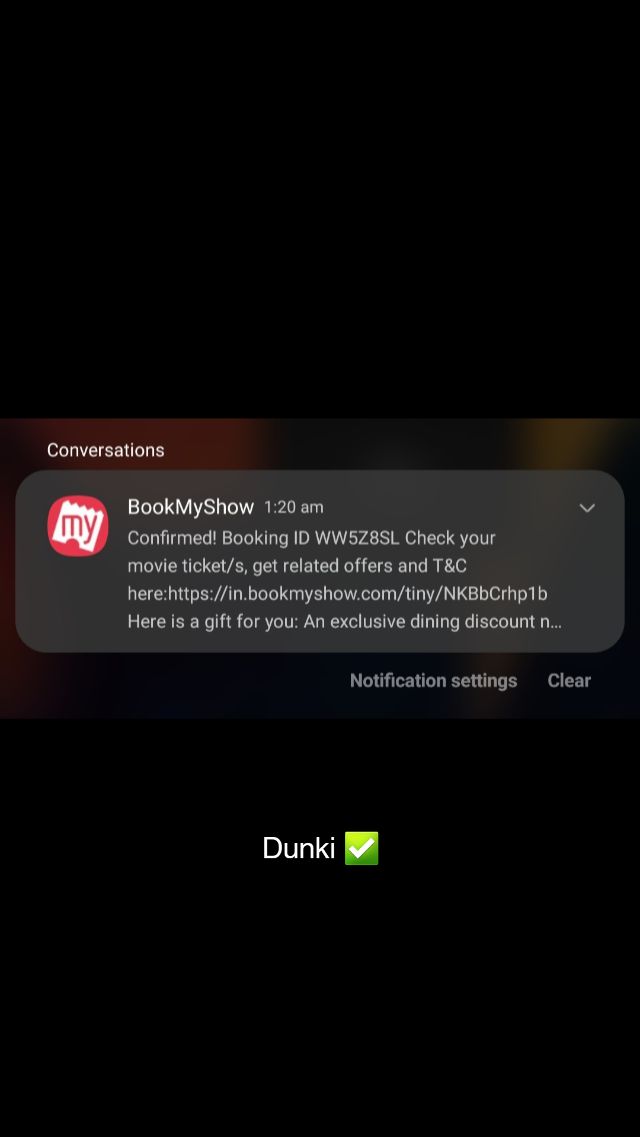 Conversations
my
BookMyShow 1:20 am
Confirmed! Booking ID WW5Z8SL Check your
movie ticket/s, get related offers and T&C
here:https://in.bookmyshow.com/tiny/NKBbCrhp1b
Here is a gift for you: An exclusive dining discount n...
Notification settings Clear
Dunki ✅